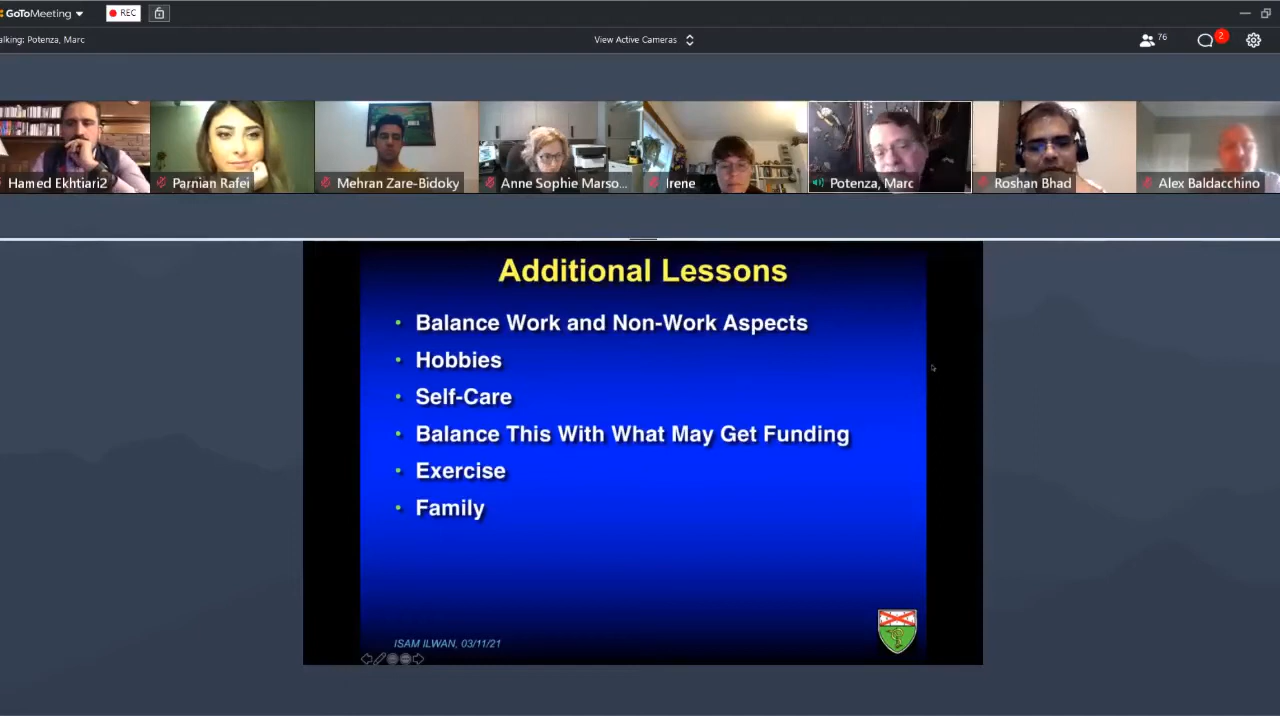 GoToMeeting
REC
alking: Potenza, Marc
View Active Cameras
76
2
Hamed Ekhtiari2
Parnian Rafei
Mehran Zare-Bidoky
Anne Sophie Marso...
Irene
Potenza, Marc
Roshan Bhad
Alex Baldacchino
Additional Lessons
• Balance Work and Non-Work Aspects
• Hobbies
• Self-Care
• Balance This With What May Get Funding
• Exercise
• Family
ISAM ILWAN, 03/11/21